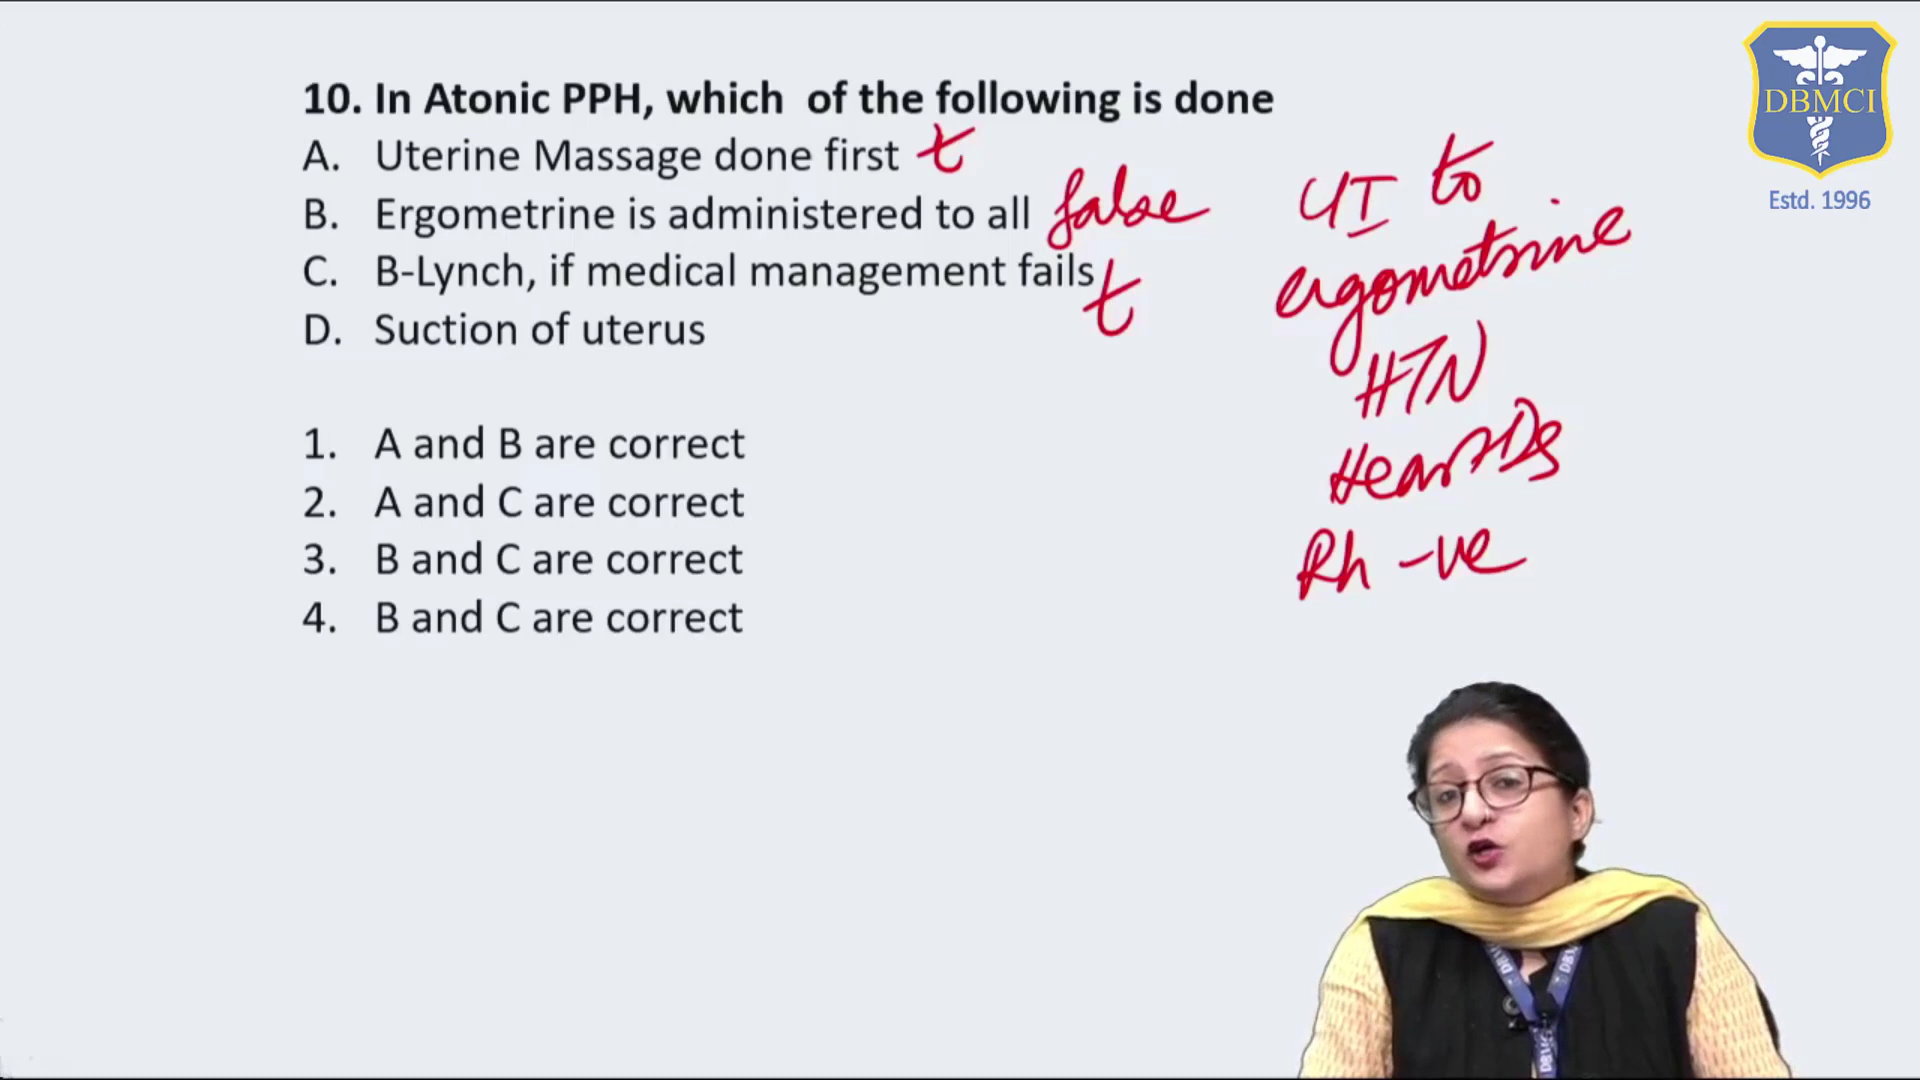 10. In Atonic PPH, which of the following is done
A. Uterine Massage done first t
B. Ergometrine is administered to all false
C. B-Lynch, if medical management fails t
D. Suction of uterus
1. A and B are correct
2. A and C are correct
3. B and C are correct
4. B and C are correct
CI to
ergometrine
HTN
Heart Ds
Rh -ve
DBMCI
Estd. 1996